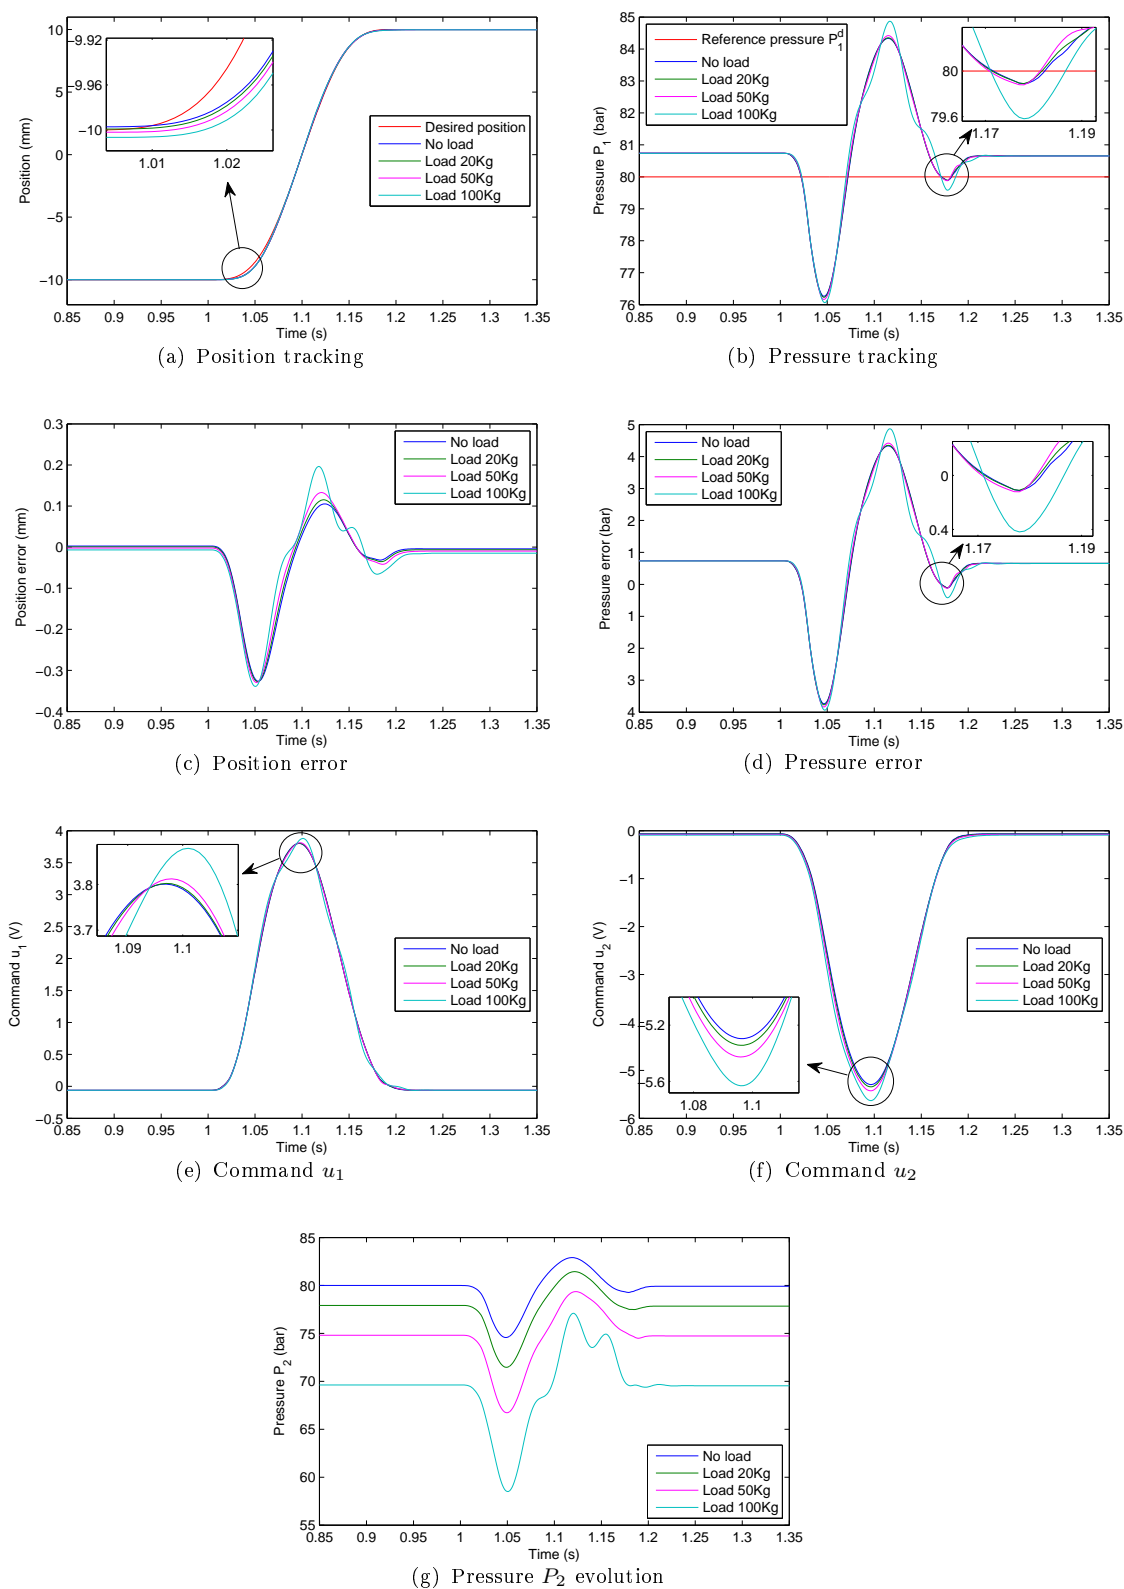 10
5
0
−5
−10
0.85 0.9 0.95 1 1.05 1.1 1.15 1.2 1.25 1.3 1.35
Time (s)
Position (mm)
−9.92
−9.96
−10
1.01 1.02
Desired position
No load
Load 20Kg
Load 50Kg
Load 100Kg
(a) Position tracking
85
84
83
82
81
80
79
78
77
76
0.85 0.9 0.95 1 1.05 1.1 1.15 1.2 1.25 1.3 1.35
Time (s)
Pressure P1 (bar)
Reference pressure P1d
No load
Load 20Kg
Load 50Kg
Load 100Kg
80
79.6
1.17 1.19
(b) Pressure tracking
0.3
0.2
0.1
0
−0.1
−0.2
−0.3
−0.4
0.85 0.9 0.95 1 1.05 1.1 1.15 1.2 1.25 1.3 1.35
Time (s)
Position error (mm)
No load
Load 20Kg
Load 50Kg
Load 100Kg
(c) Position error
5
4
3
2
1
0
1
2
3
4
0.85 0.9 0.95 1 1.05 1.1 1.15 1.2 1.25 1.3 1.35
Time (s)
Pressure error (bar)
No load
Load 20Kg
Load 50Kg
Load 100Kg
0
0.4
1.17 1.19
(d) Pressure error
4
3.5
3
2.5
2
1.5
1
0.5
0
−0.5
0.85 0.9 0.95 1 1.05 1.1 1.15 1.2 1.25 1.3 1.35
Time (s)
Command u1 (V)
3.8
3.7
1.09 1.1
No load
Load 20Kg
Load 50Kg
Load 100Kg
(e) Command u1
0
−1
−2
−3
−4
−5
−6
0.85 0.9 0.95 1 1.05 1.1 1.15 1.2 1.25 1.3 1.35
Time (s)
Command u2 (V)
No load
Load 20Kg
Load 50Kg
Load 100Kg
−5.2
−5.6
1.08 1.1
(f) Command u2
85
80
75
70
65
60
55
0.85 0.9 0.95 1 1.05 1.1 1.15 1.2 1.25 1.3 1.35
Time (s)
Pressure P2 (bar)
No load
Load 20Kg
Load 50Kg
Load 100Kg
(g) Pressure P2 evolution